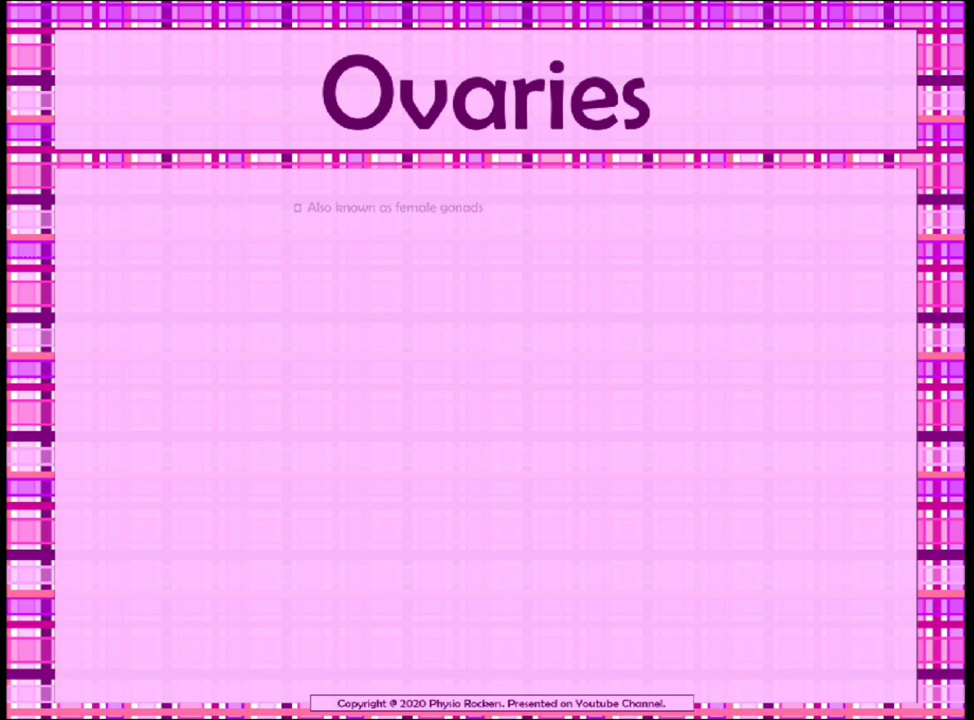 Ovaries
Also known as female gonads
Copyright @ 2020 Physio Rockers. Presented on Youtube Channel.